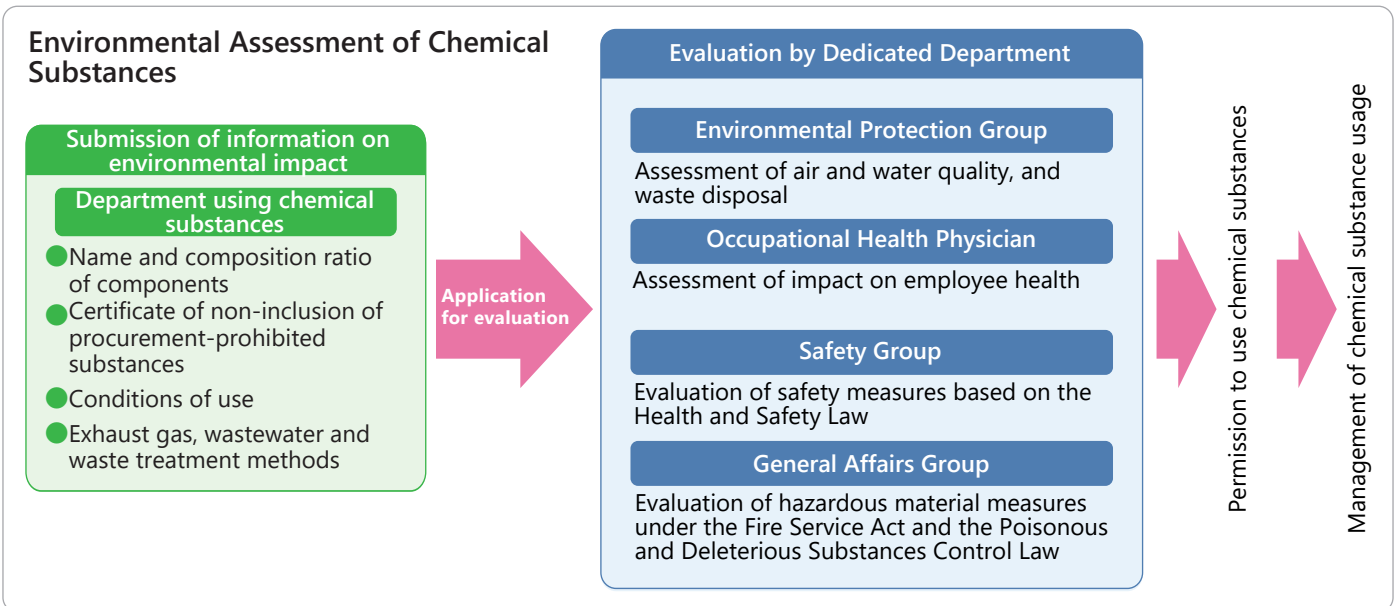 Environmental Assessment of Chemical
Substances
Submission of information on
environmental impact
Department using chemical
substances
Name and composition ratio
of components
Certificate of non-inclusion of
procurement-prohibited
substances
Conditions of use
Exhaust gas, wastewater and
waste treatment methods
Application
for evaluation
Evaluation by Dedicated Department
Environmental Protection Group
Assessment of air and water quality, and
waste disposal
Occupational Health Physician
Assessment of impact on employee health
Safety Group
Evaluation of safety measures based on the
Health and Safety Law
General Affairs Group
Evaluation of hazardous material measures
under the Fire Service Act and the Poisonous
and Deleterious Substances Control Law
Permission to use chemical substances
Management of chemical substance usage